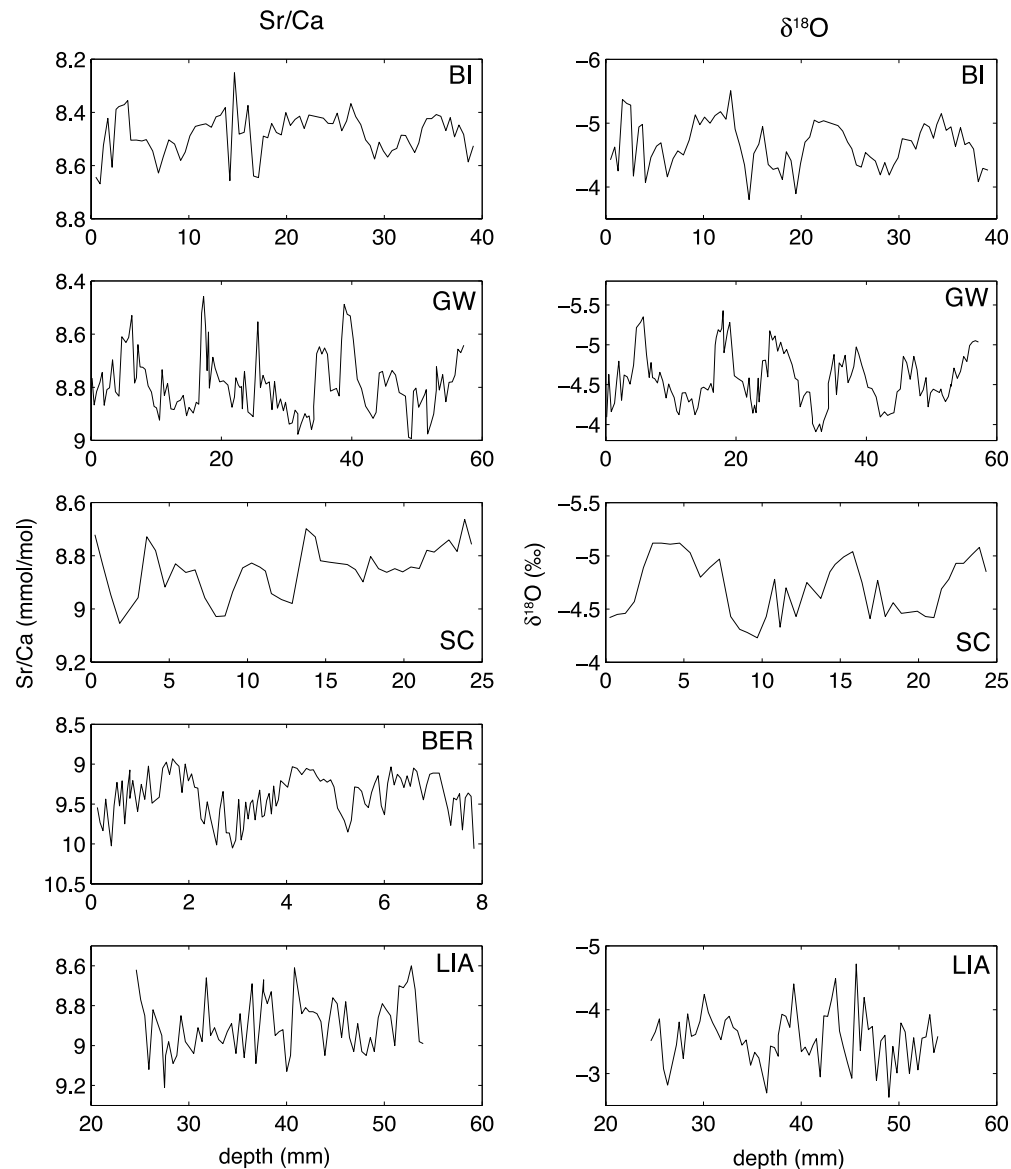 Sr/Ca
δ¹⁸O
8.2
8.4
8.6
8.8
BI
0 10 20 30 40
−6
−5
−4
BI
0 10 20 30 40
8.4
8.6
8.8
9
GW
0 20 40 60
−5.5
−5
−4.5
−4
GW
0 20 40 60
Sr/Ca (mmol/mol)
8.6
8.8
9
9.2
SC
0 5 10 15 20 25
δ¹⁸O (‰)
−5.5
−5
−4.5
−4
SC
0 5 10 15 20 25
8.5
9
9.5
10
10.5
BER
0 2 4 6 8
8.6
8.8
9
9.2
LIA
20 30 40 50 60
depth (mm)
−5
−4
−3
LIA
20 30 40 50 60
depth (mm)